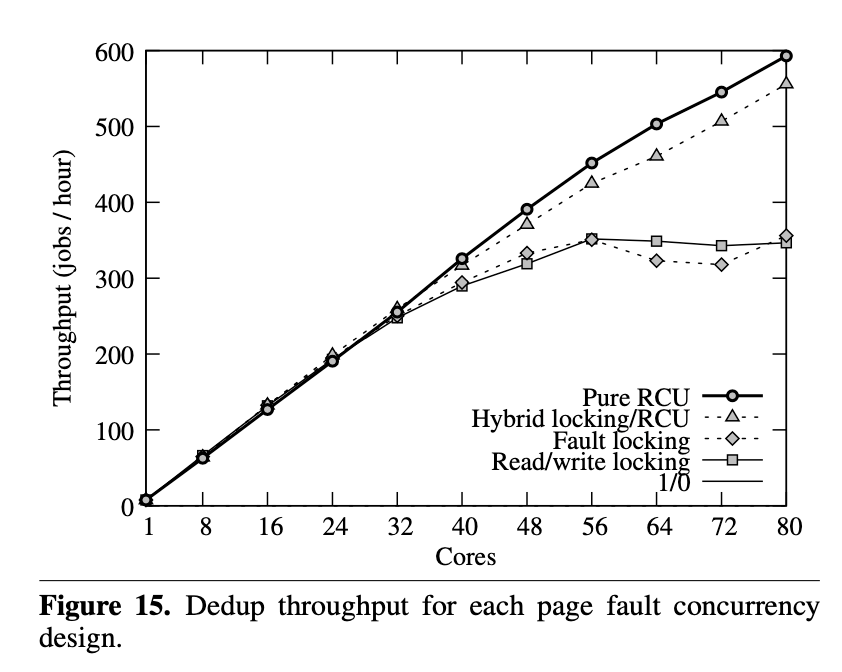 600
500
400
300
200
100
0
Throughput (jobs / hour)
Pure RCU
Hybrid locking/RCU
Fault locking
Read/write locking
1/0
1 8 16 24 32 40 48 56 64 72 80
Cores
Figure 15. Dedup throughput for each page fault concurrency
design.